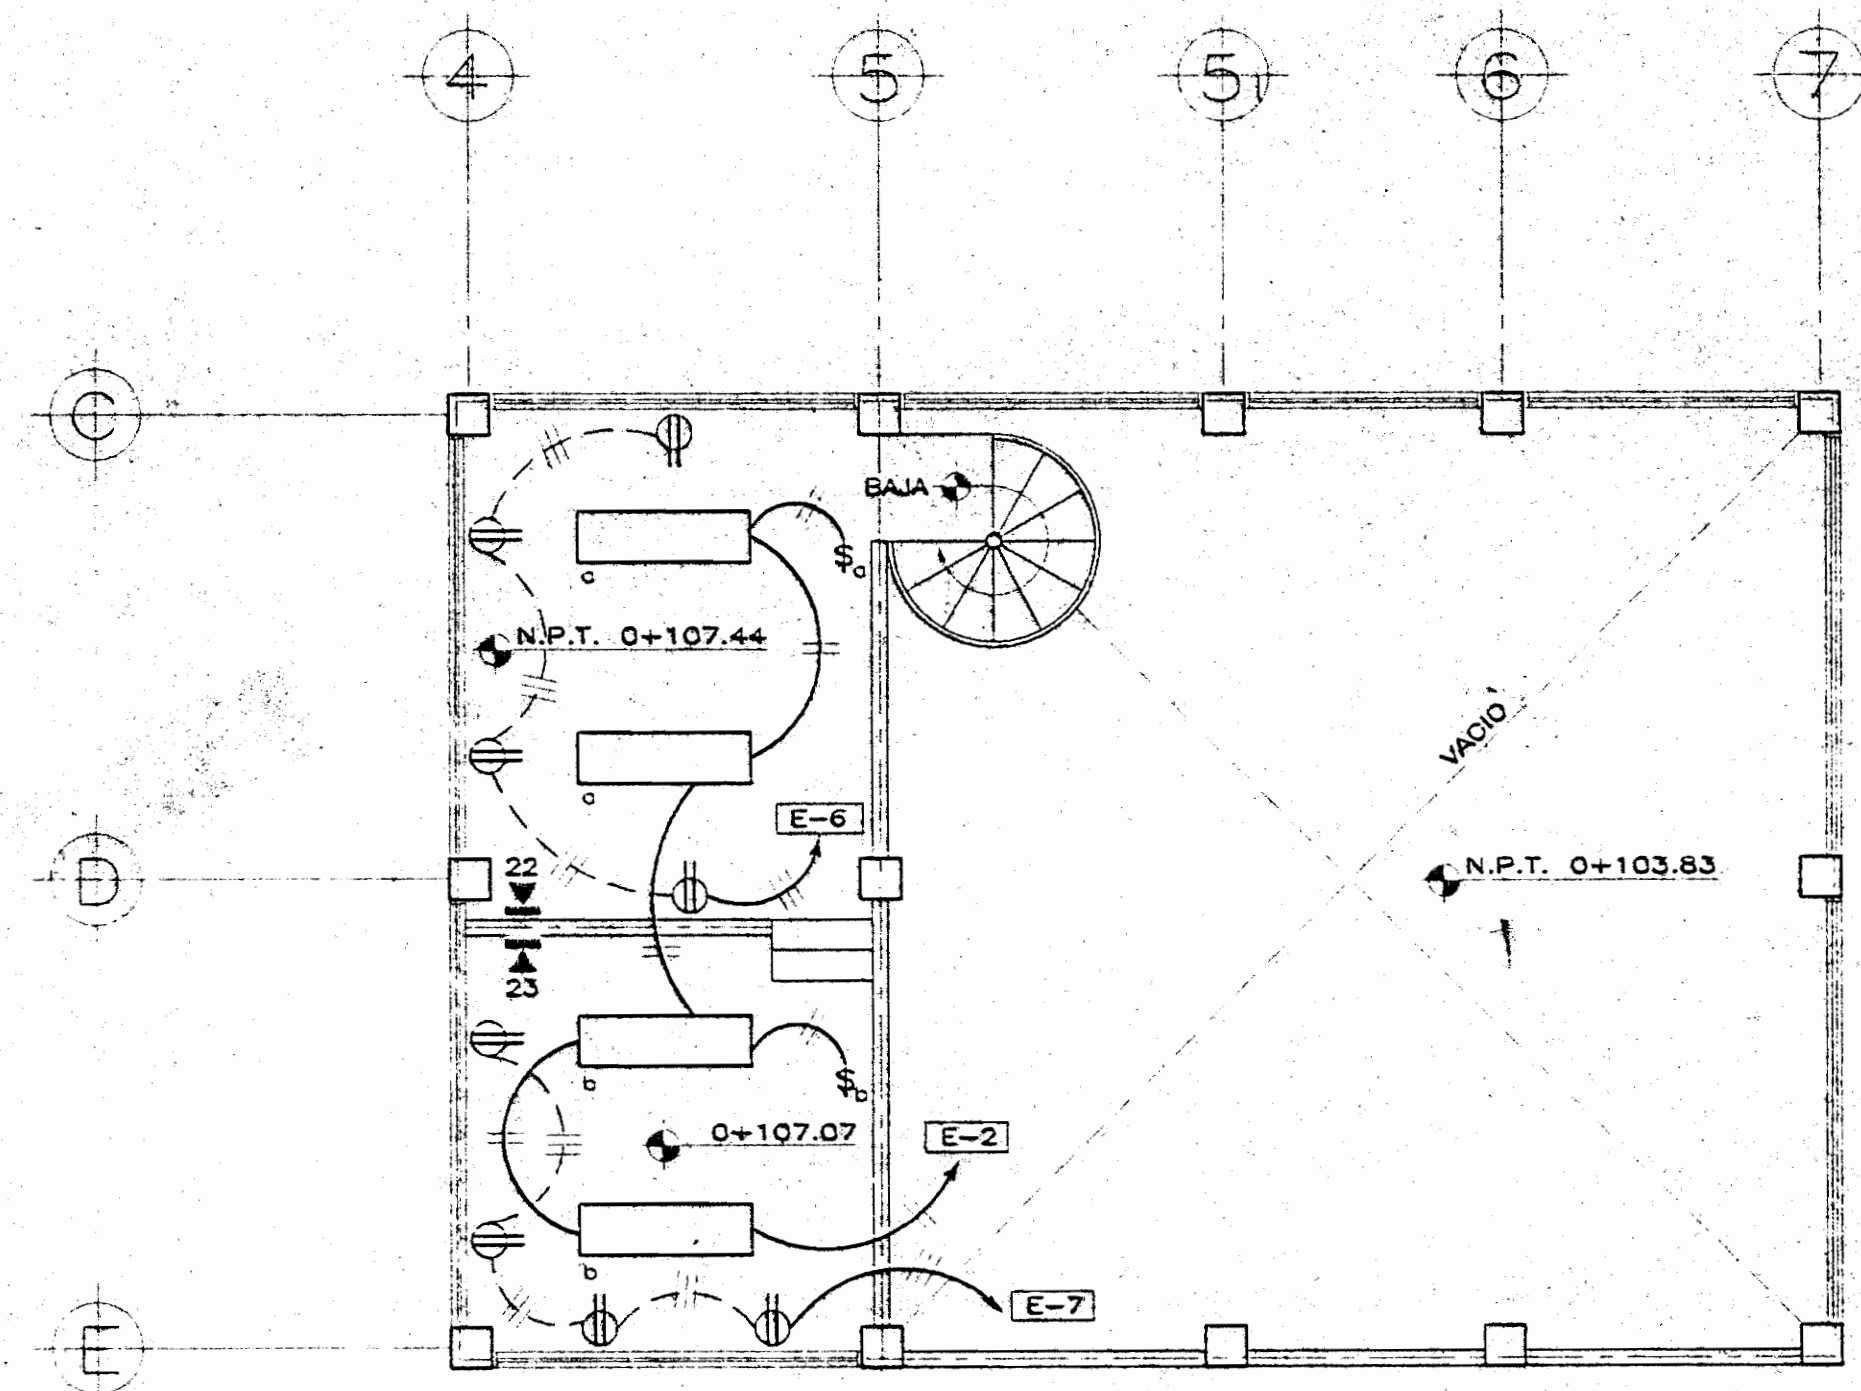 4
5
5₁
6
7
C
BAJA
$a
a
N.P.T. 0+107.44
VACIO
a
E-6
22
D
N.P.T. 0+103.83
23
b
$b
0+107.07
E-2
b
E-7
E